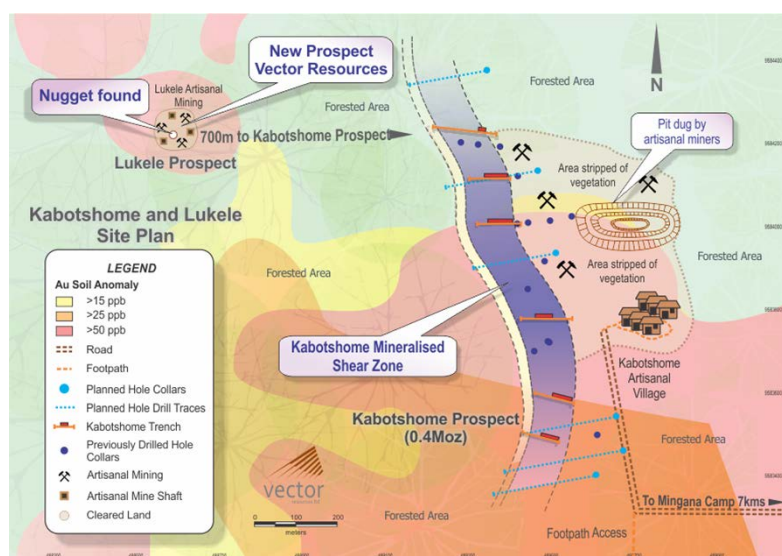 New Prospect
Vector Resources
Nugget found
Lukele Artisanal
Mining
Forested Area
Forested Area
Forested Area
N
700m to Kabotshome Prospect
Lukele Prospect
Pit dug by
artisanal miners
Area stripped of
vegetation
Kabotshome and Lukele
Site Plan
Forested Area
Forested Area
Area stripped of
vegetation
LEGEND
Au Soil Anomaly
>15 ppb
>25 ppb
>50 ppb
Road
Footpath
Planned Hole Collars
Planned Hole Drill Traces
Kabotshome Trench
Previously Drilled Hole
Collars
Artisanal Mining
Artisanal Mine Shaft
Cleared Land
Kabotshome Mineralised
Shear Zone
Kabotshome
Artisanal
Village
Kabotshome Prospect
(0.4Moz)
Forested Area
vector
0
100
200
meters
To Mingana Camp 7kms
Forested Area
Footpath Access